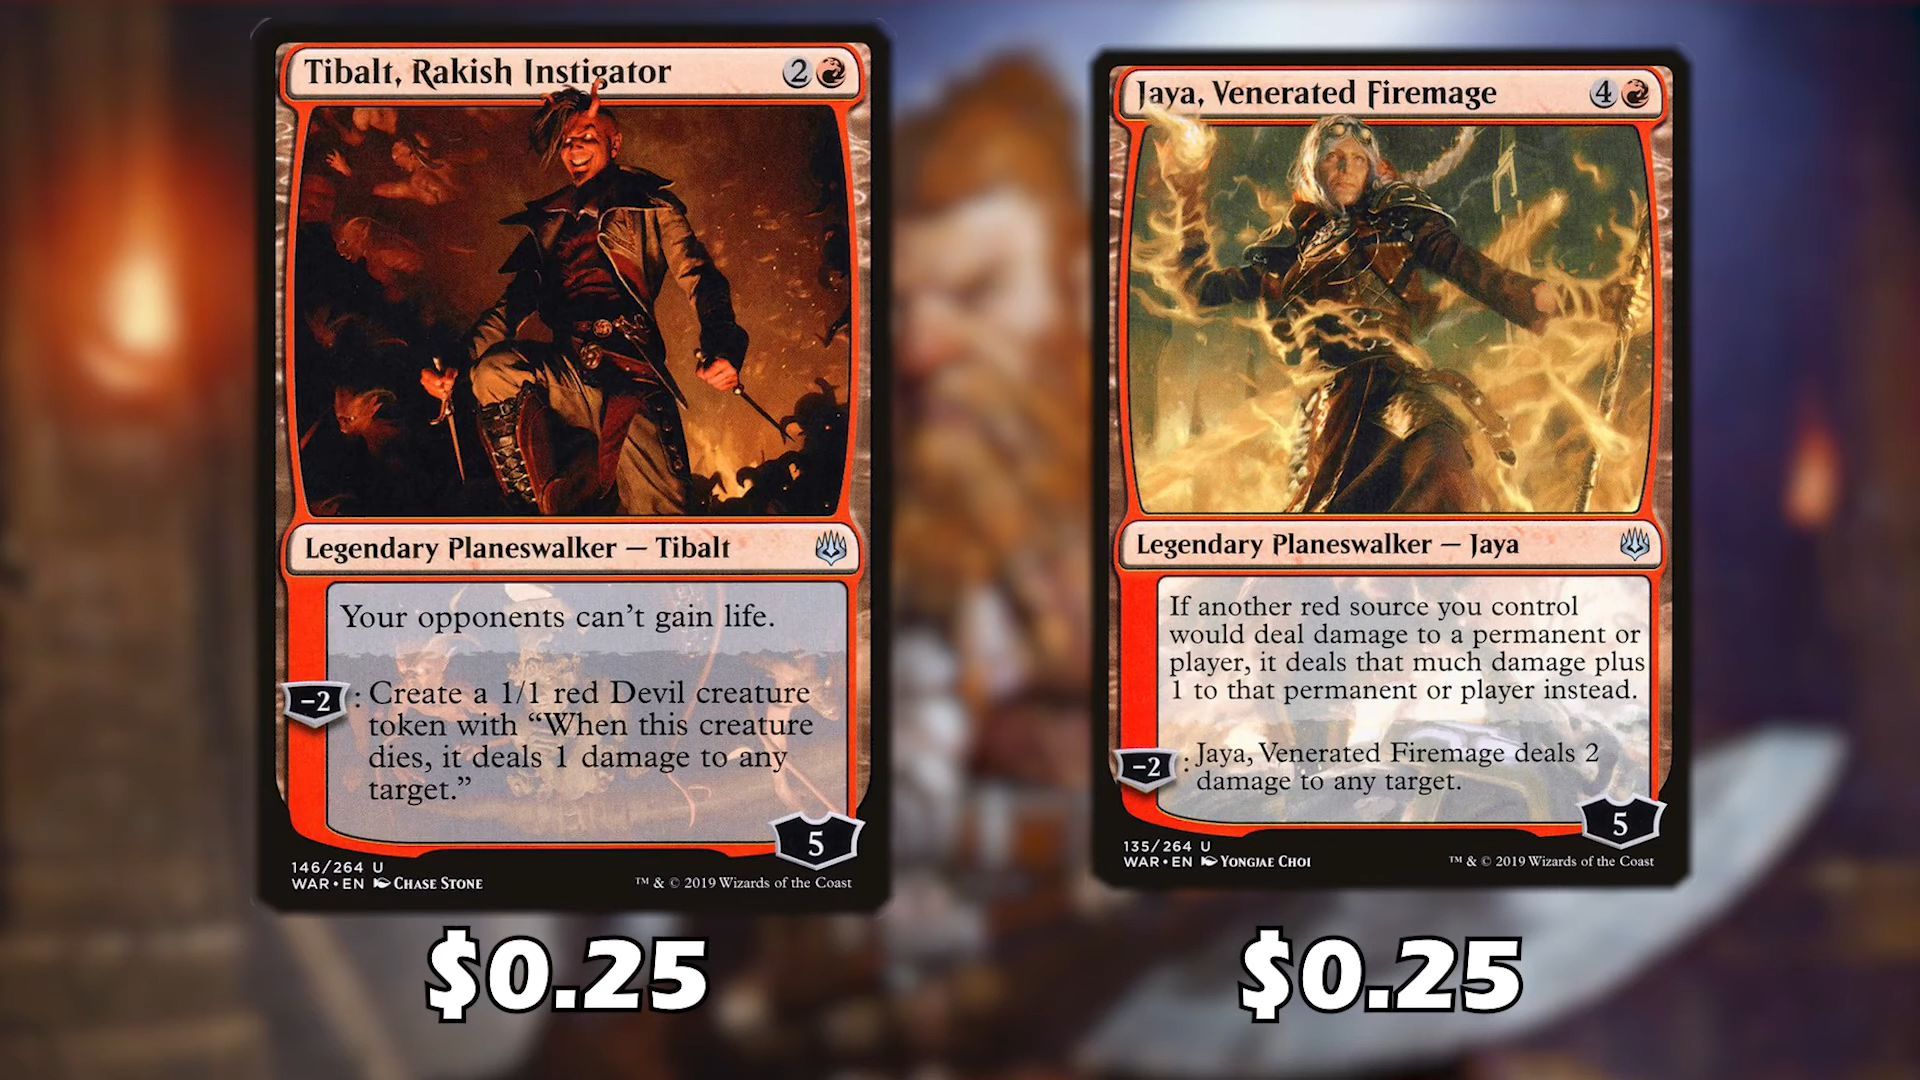 Tibalt, Rakish Instigator 2
Legendary Planeswalker — Tibalt
Your opponents can't gain life.
-2 : Create a 1/1 red Devil creature
token with “When this creature
dies, it deals 1 damage to any
target.”
5
146/264 U
WAR • EN CHASE STONE
™ & © 2019 Wizards of the Coast
$0.25
Jaya, Venerated Firemage 4
Legendary Planeswalker — Jaya
If another red source you control
would deal damage to a permanent or
player, it deals that much damage plus
1 to that permanent or player instead.
-2 : Jaya, Venerated Firemage deals 2
damage to any target.
5
135/264 U
WAR • EN YONGJAE CHOI
™ & © 2019 Wizards of the Coast
$0.25